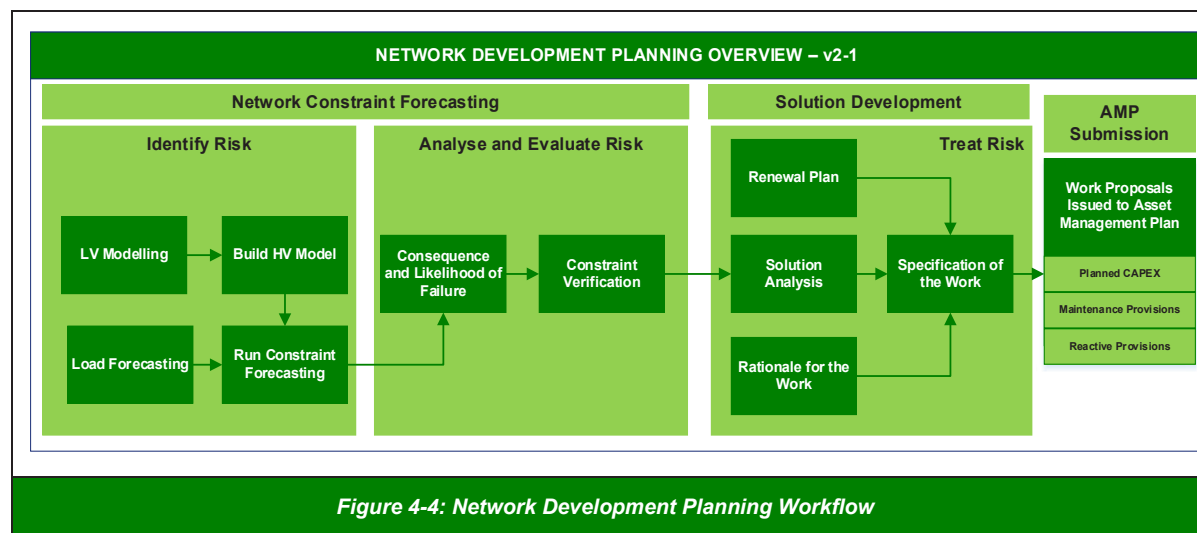 NETWORK DEVELOPMENT PLANNING OVERVIEW – v2-1
Network Constraint Forecasting
Solution Development
AMP
Submission
Identify Risk
Analyse and Evaluate Risk
Treat Risk
LV Modelling
Build HV Model
Load Forecasting
Run Constraint
Forecasting
Consequence
and Likelihood of
Failure
Constraint
Verification
Renewal Plan
Solution
Analysis
Rationale for the
Work
Specification of
the Work
Work Proposals
Issued to Asset
Management Plan
Planned CAPEX
Maintenance Provisions
Reactive Provisions
Figure 4-4: Network Development Planning Workflow